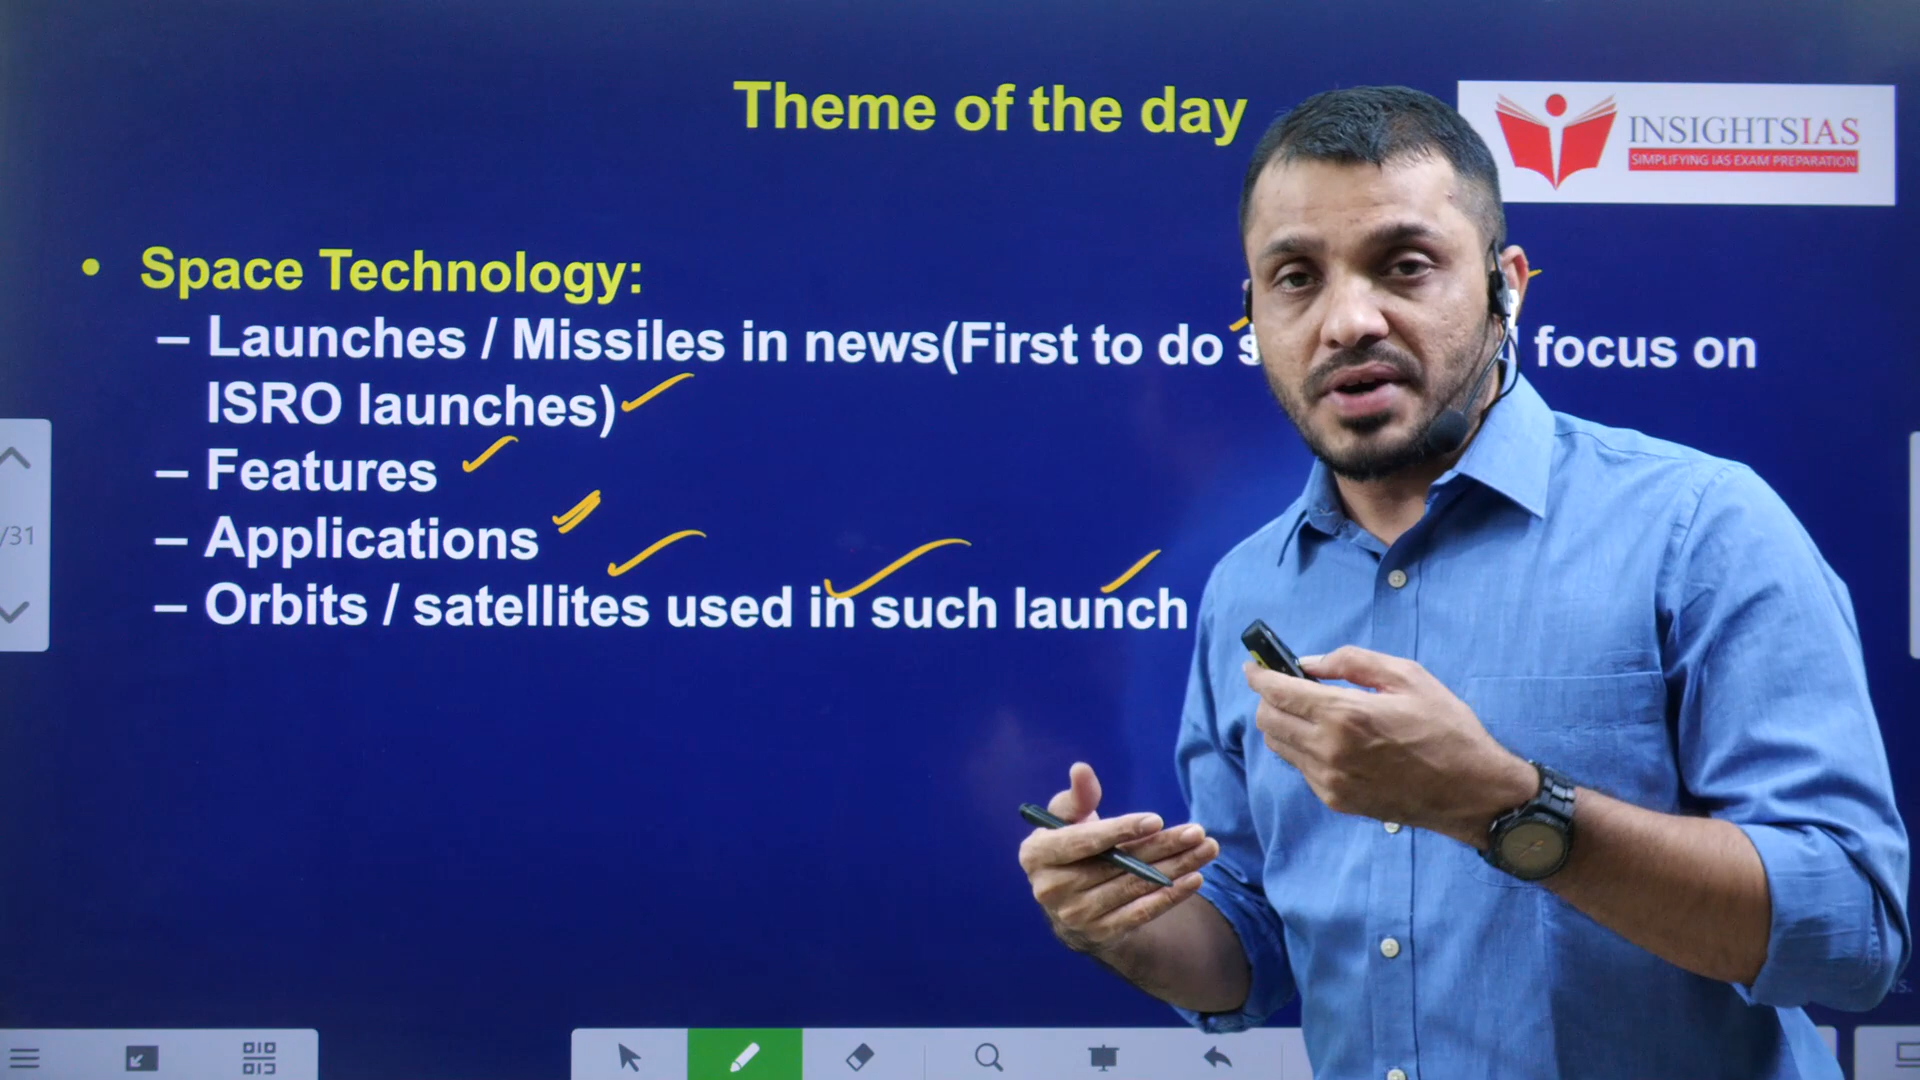 Theme of the day
INSIGHTSIAS
SIMPLIFYING IAS EXAM PREPARATION
• Space Technology:
– Launches / Missiles in news(First to do focus on
ISRO launches)
– Features
– Applications
– Orbits / satellites used in such launch
/31